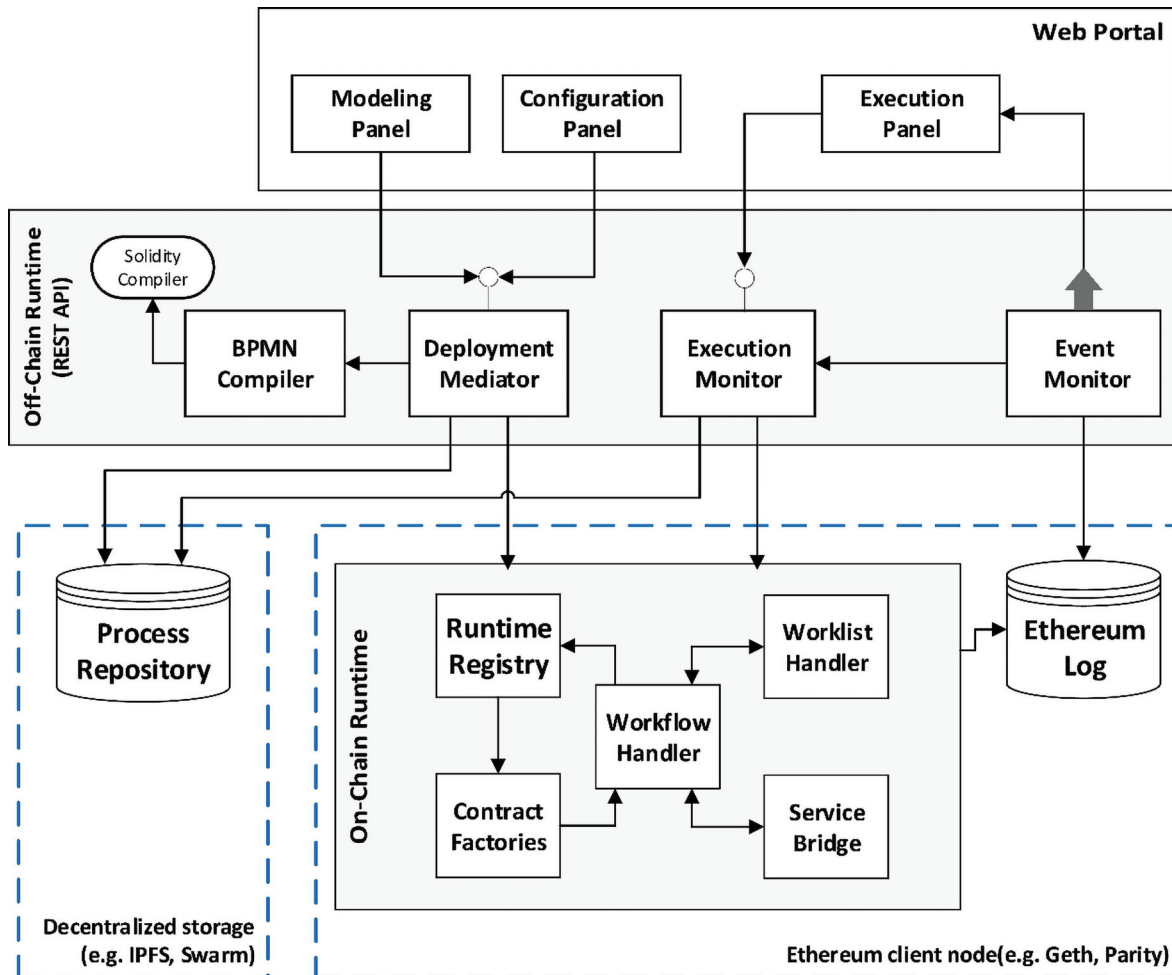 Web Portal
Modeling
Panel
Configuration
Panel
Execution
Panel
Off-Chain Runtime
(REST API)
Solidity
Compiler
BPMN
Compiler
Deployment
Mediator
Execution
Monitor
Event
Monitor
Process
Repository
Decentralized storage
(e.g. IPFS, Swarm)
On-Chain Runtime
Runtime
Registry
Worklist
Handler
Workflow
Handler
Contract
Factories
Service
Bridge
Ethereum
Log
Ethereum client node(e.g. Geth, Parity)